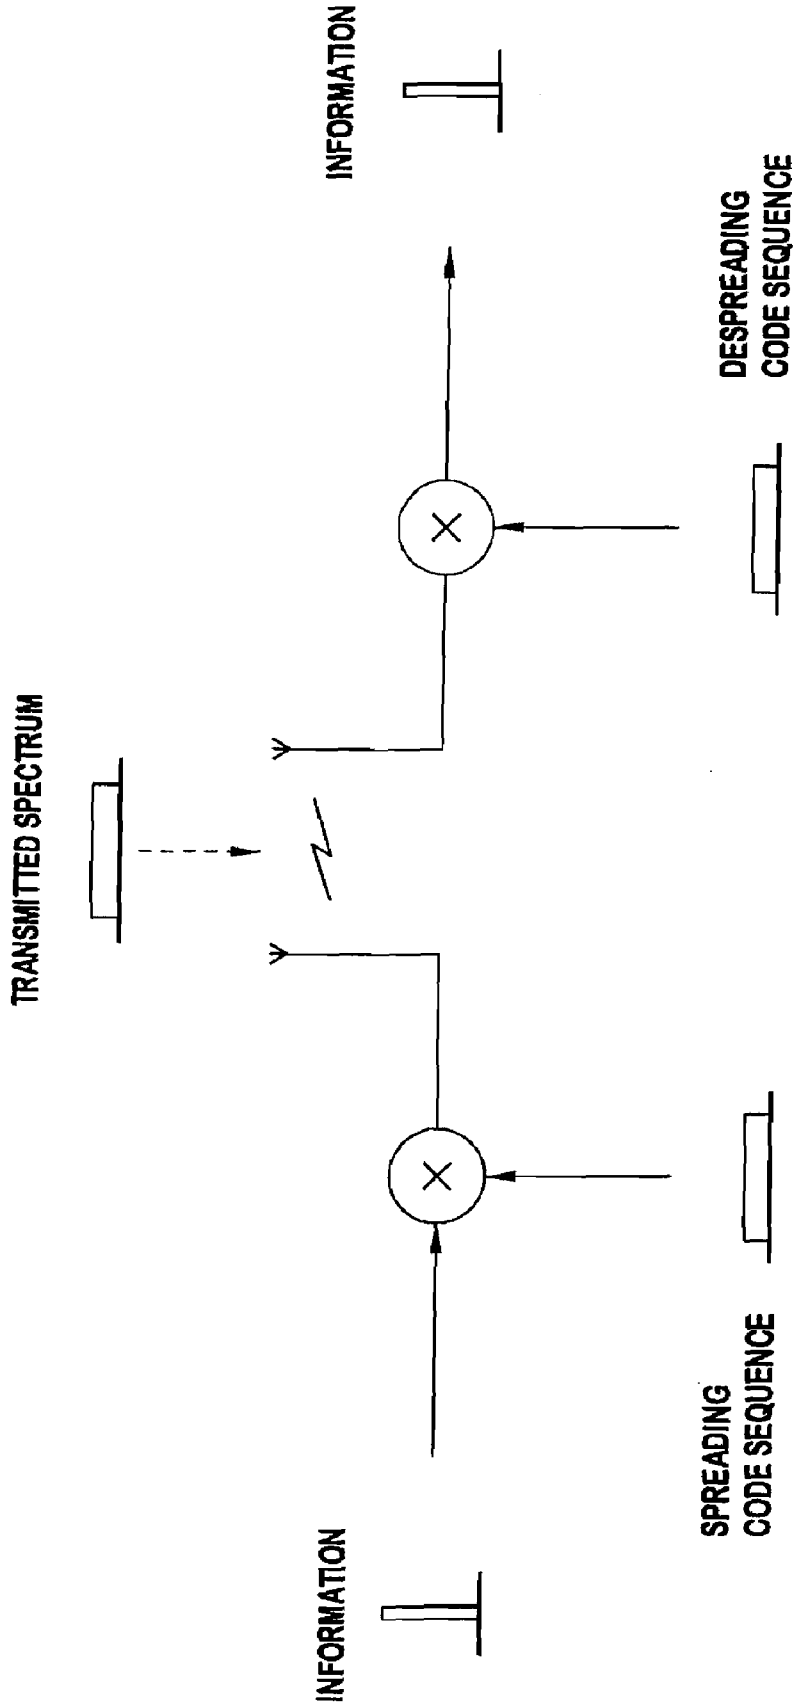 TRANSMITTED SPECTRUM
INFORMATION
INFORMATION
SPREADING
CODE SEQUENCE
DESPREADING
CODE SEQUENCE